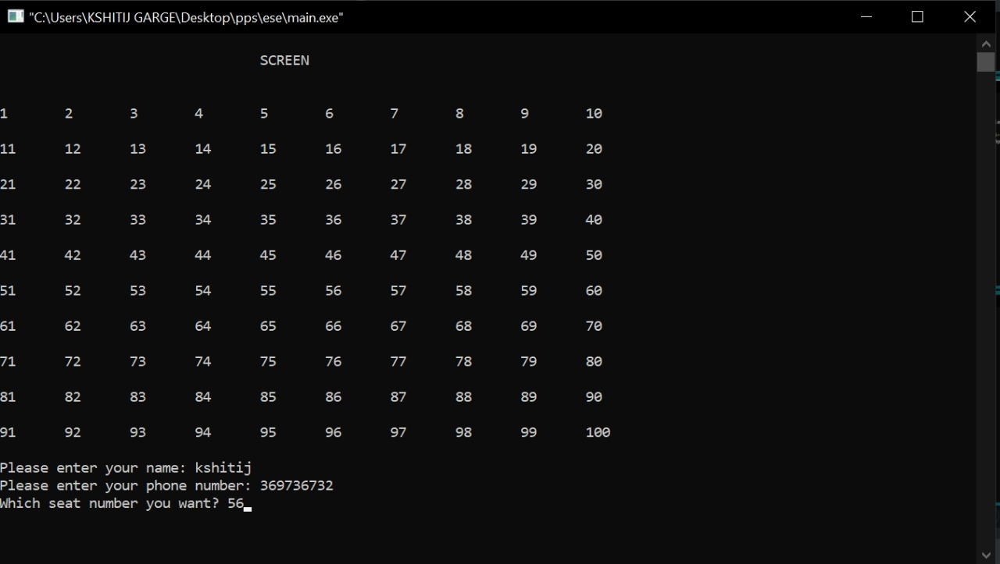 "C:\Users\KSHITIJ GARGE\Desktop\pps\ese\main.exe"
SCREEN
1 2 3 4 5 6 7 8 9 10
11 12 13 14 15 16 17 18 19 20
21 22 23 24 25 26 27 28 29 30
31 32 33 34 35 36 37 38 39 40
41 42 43 44 45 46 47 48 49 50
51 52 53 54 55 56 57 58 59 60
61 62 63 64 65 66 67 68 69 70
71 72 73 74 75 76 77 78 79 80
81 82 83 84 85 86 87 88 89 90
91 92 93 94 95 96 97 98 99 100
Please enter your name: kshitij
Please enter your phone number: 369736732
Which seat number you want? 56